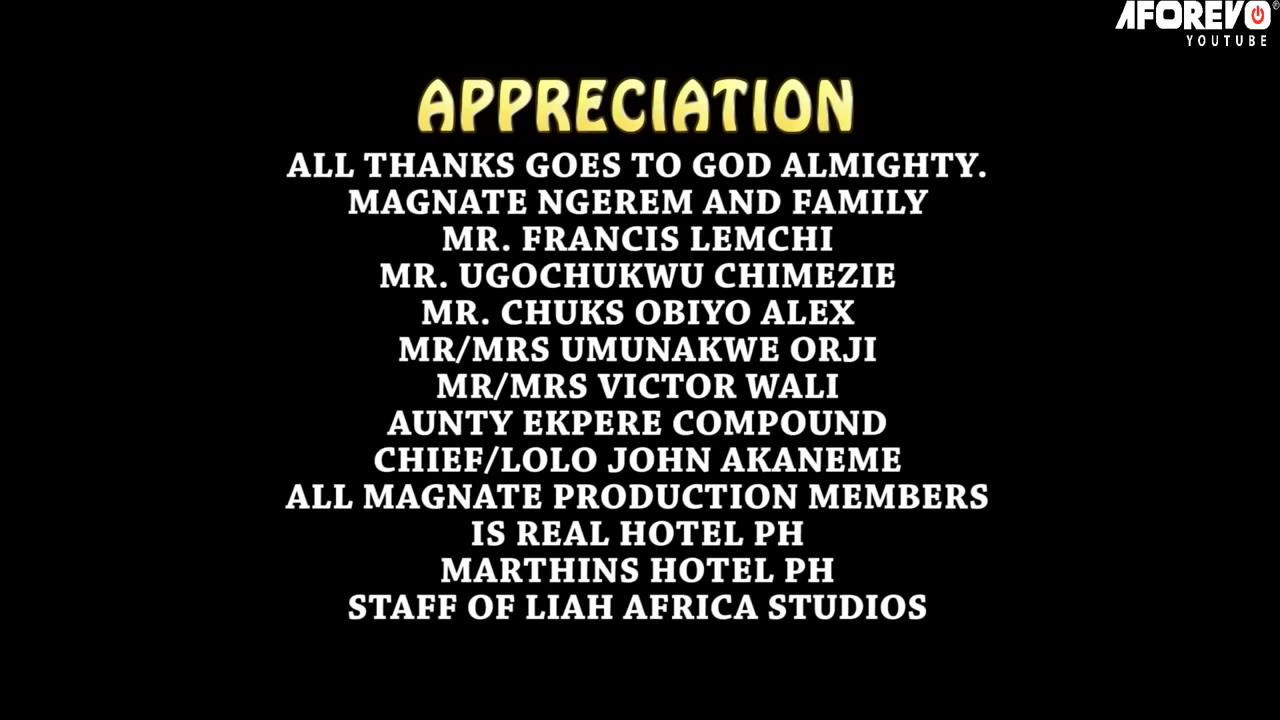 AFOREVO®
YOUTUBE
APPRECIATION
ALL THANKS GOES TO GOD ALMIGHTY.
MAGNATE NGEREM AND FAMILY
MR. FRANCIS LEMCHI
MR. UGOCHUKWU CHIMEZIE
MR. CHUKS OBIYO ALEX
MR/MRS UMUNAKWE ORJI
MR/MRS VICTOR WALI
AUNTY EKPERE COMPOUND
CHIEF/LOLO JOHN AKANEME
ALL MAGNATE PRODUCTION MEMBERS
IS REAL HOTEL PH
MARTHINS HOTEL PH
STAFF OF LIAH AFRICA STUDIOS